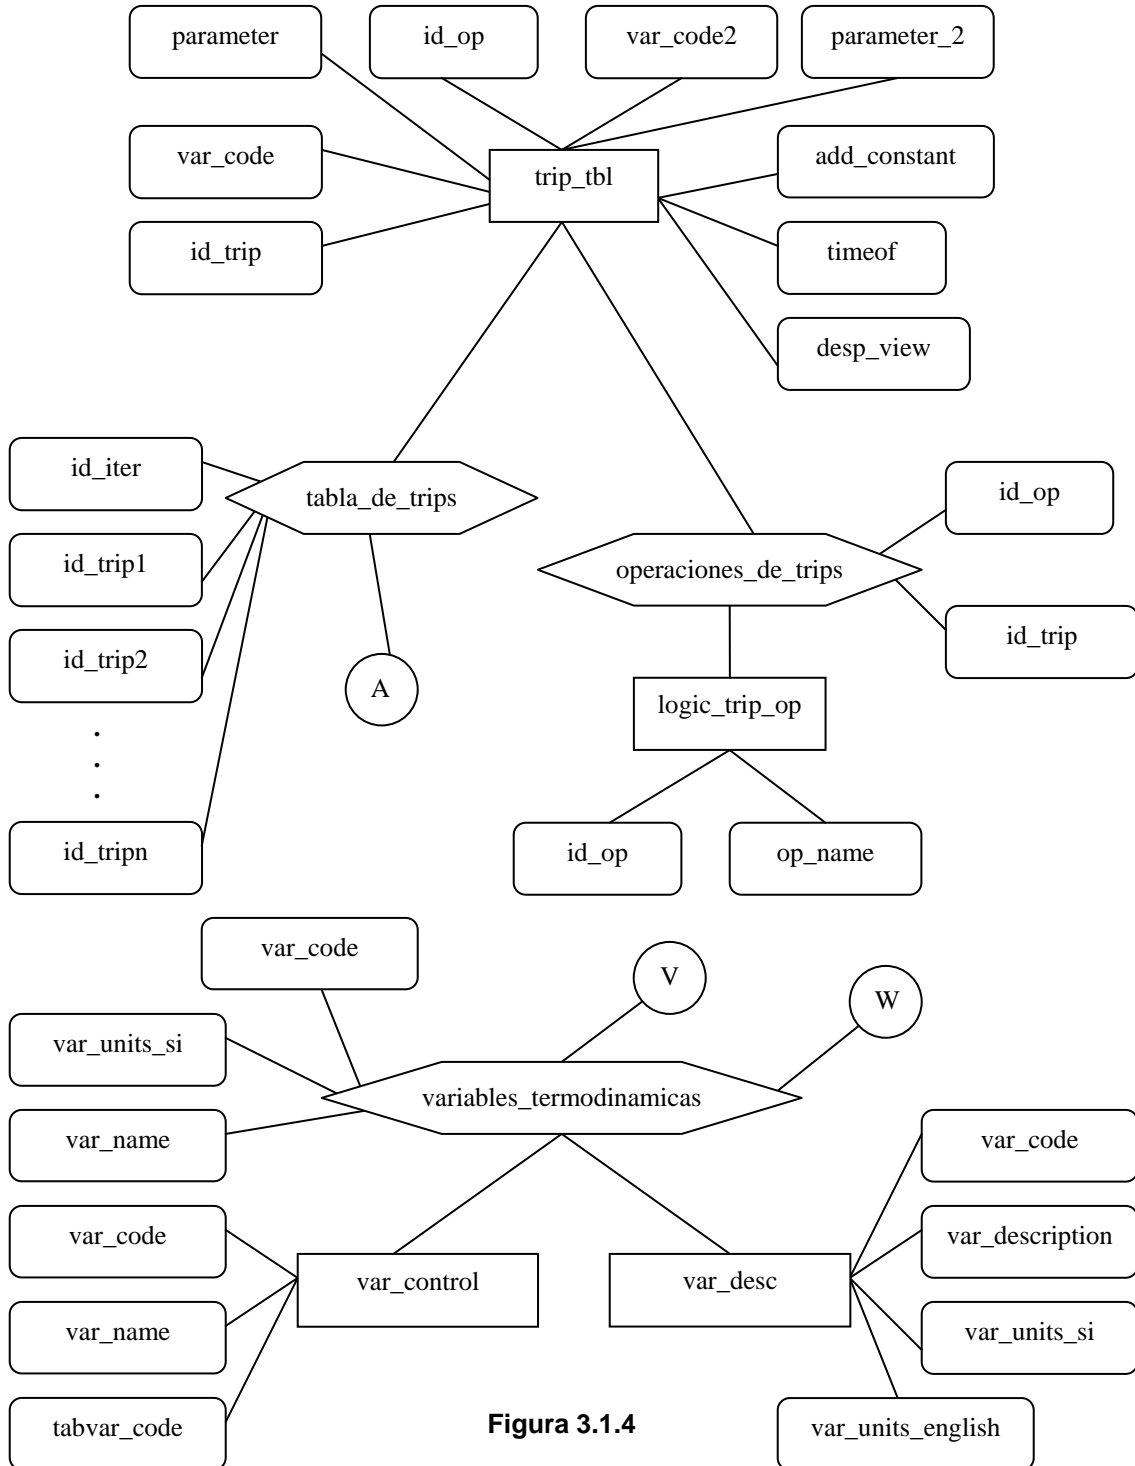 parameter
id_op
var_code2
parameter_2
var_code
trip_tbl
add_constant
id_trip
timeof
desp_view
id_iter
tabla_de_trips
id_op
id_trip1
operaciones_de_trips
id_trip2
A
id_trip
logic_trip_op
.
.
.
id_tripn
id_op
op_name
var_code
V
W
var_units_si
variables_termodinamicas
var_name
var_code
var_code
var_description
var_control
var_desc
var_name
var_units_si
tabvar_code
Figura 3.1.4
var_units_english